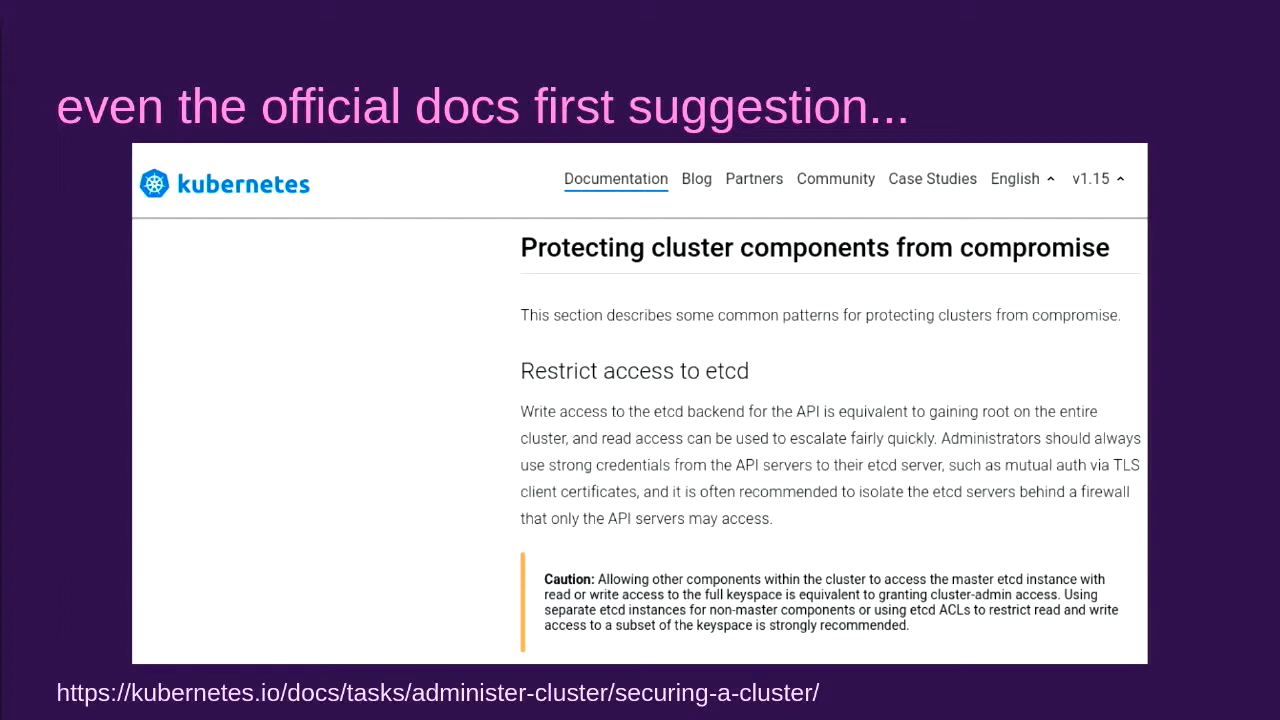 even the official docs first suggestion...
kubernetes
Documentation Blog Partners Community Case Studies English v1.15
Protecting cluster components from compromise
This section describes some common patterns for protecting clusters from compromise.
Restrict access to etcd
Write access to the etcd backend for the API is equivalent to gaining root on the entire
cluster, and read access can be used to escalate fairly quickly. Administrators should always
use strong credentials from the API servers to their etcd server, such as mutual auth via TLS
client certificates, and it is often recommended to isolate the etcd servers behind a firewall
that only the API servers may access.
Caution: Allowing other components within the cluster to access the master etcd instance with
read or write access to the full keyspace is equivalent to granting cluster-admin access. Using
separate etcd instances for non-master components or using etcd ACLs to restrict read and write
access to a subset of the keyspace is strongly recommended.
https://kubernetes.io/docs/tasks/administer-cluster/securing-a-cluster/